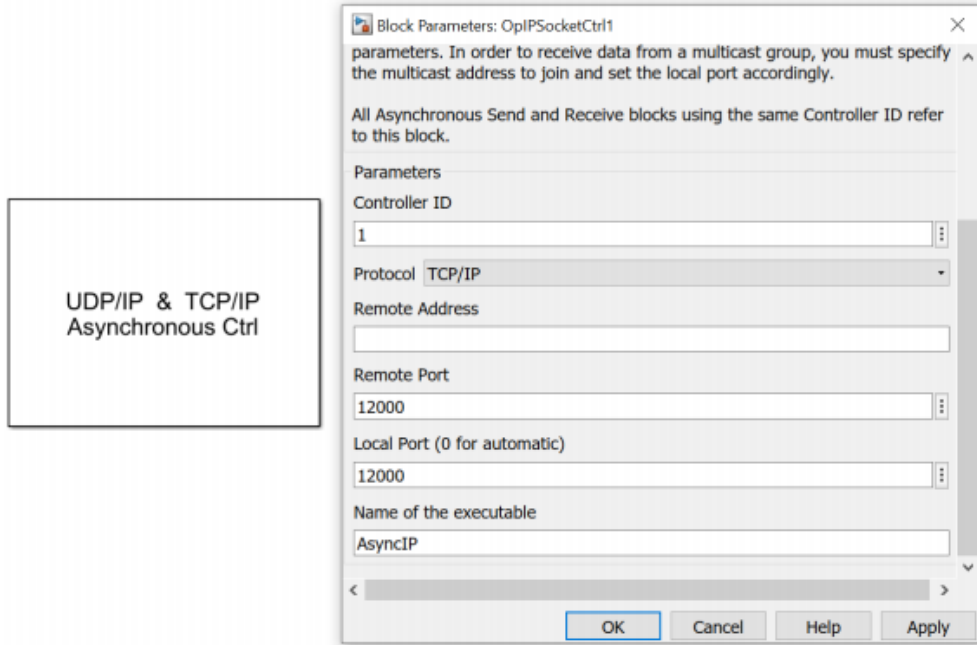 UDP/IP & TCP/IP
Asynchronous Ctrl
Block Parameters: OpIPSocketCtrl1
parameters. In order to receive data from a multicast group, you must specify
the multicast address to join and set the local port accordingly.
All Asynchronous Send and Receive blocks using the same Controller ID refer
to this block.
Parameters
Controller ID
1
Protocol TCP/IP
Remote Address
Remote Port
12000
Local Port (0 for automatic)
12000
Name of the executable
AsyncIP
OK Cancel Help Apply